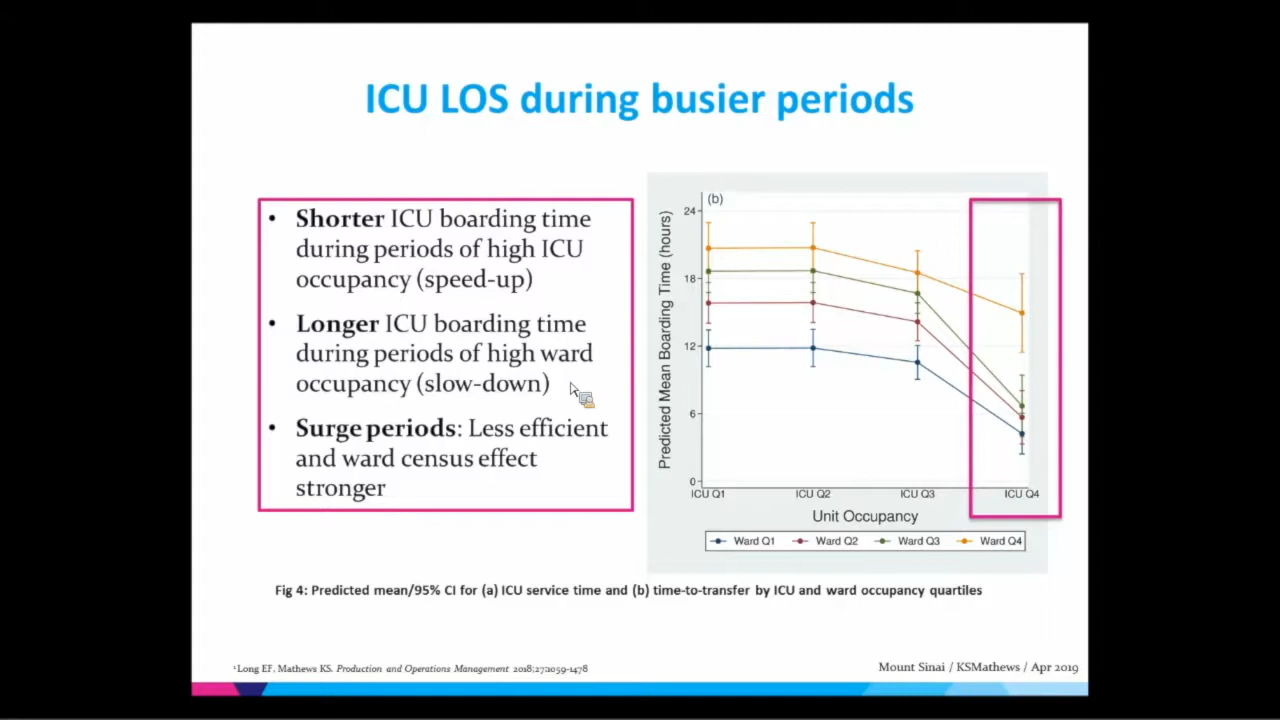 ICU LOS during busier periods
• Shorter ICU boarding time
during periods of high ICU
occupancy (speed-up)
• Longer ICU boarding time
during periods of high ward
occupancy (slow-down)
• Surge periods: Less efficient
and ward census effect
stronger
(b)
Predicted Mean Boarding Time (hours)
24
18
12
6
0
ICU Q1 ICU Q2 ICU Q3 ICU Q4
Unit Occupancy
Ward Q1 Ward Q2 Ward Q3 Ward Q4
Fig 4: Predicted mean/95% CI for (a) ICU service time and (b) time-to-transfer by ICU and ward occupancy quartiles
¹Long EF, Mathews KS. Production and Operations Management 2018;27:1059-1478
Mount Sinai / KSMathews / Apr 2019